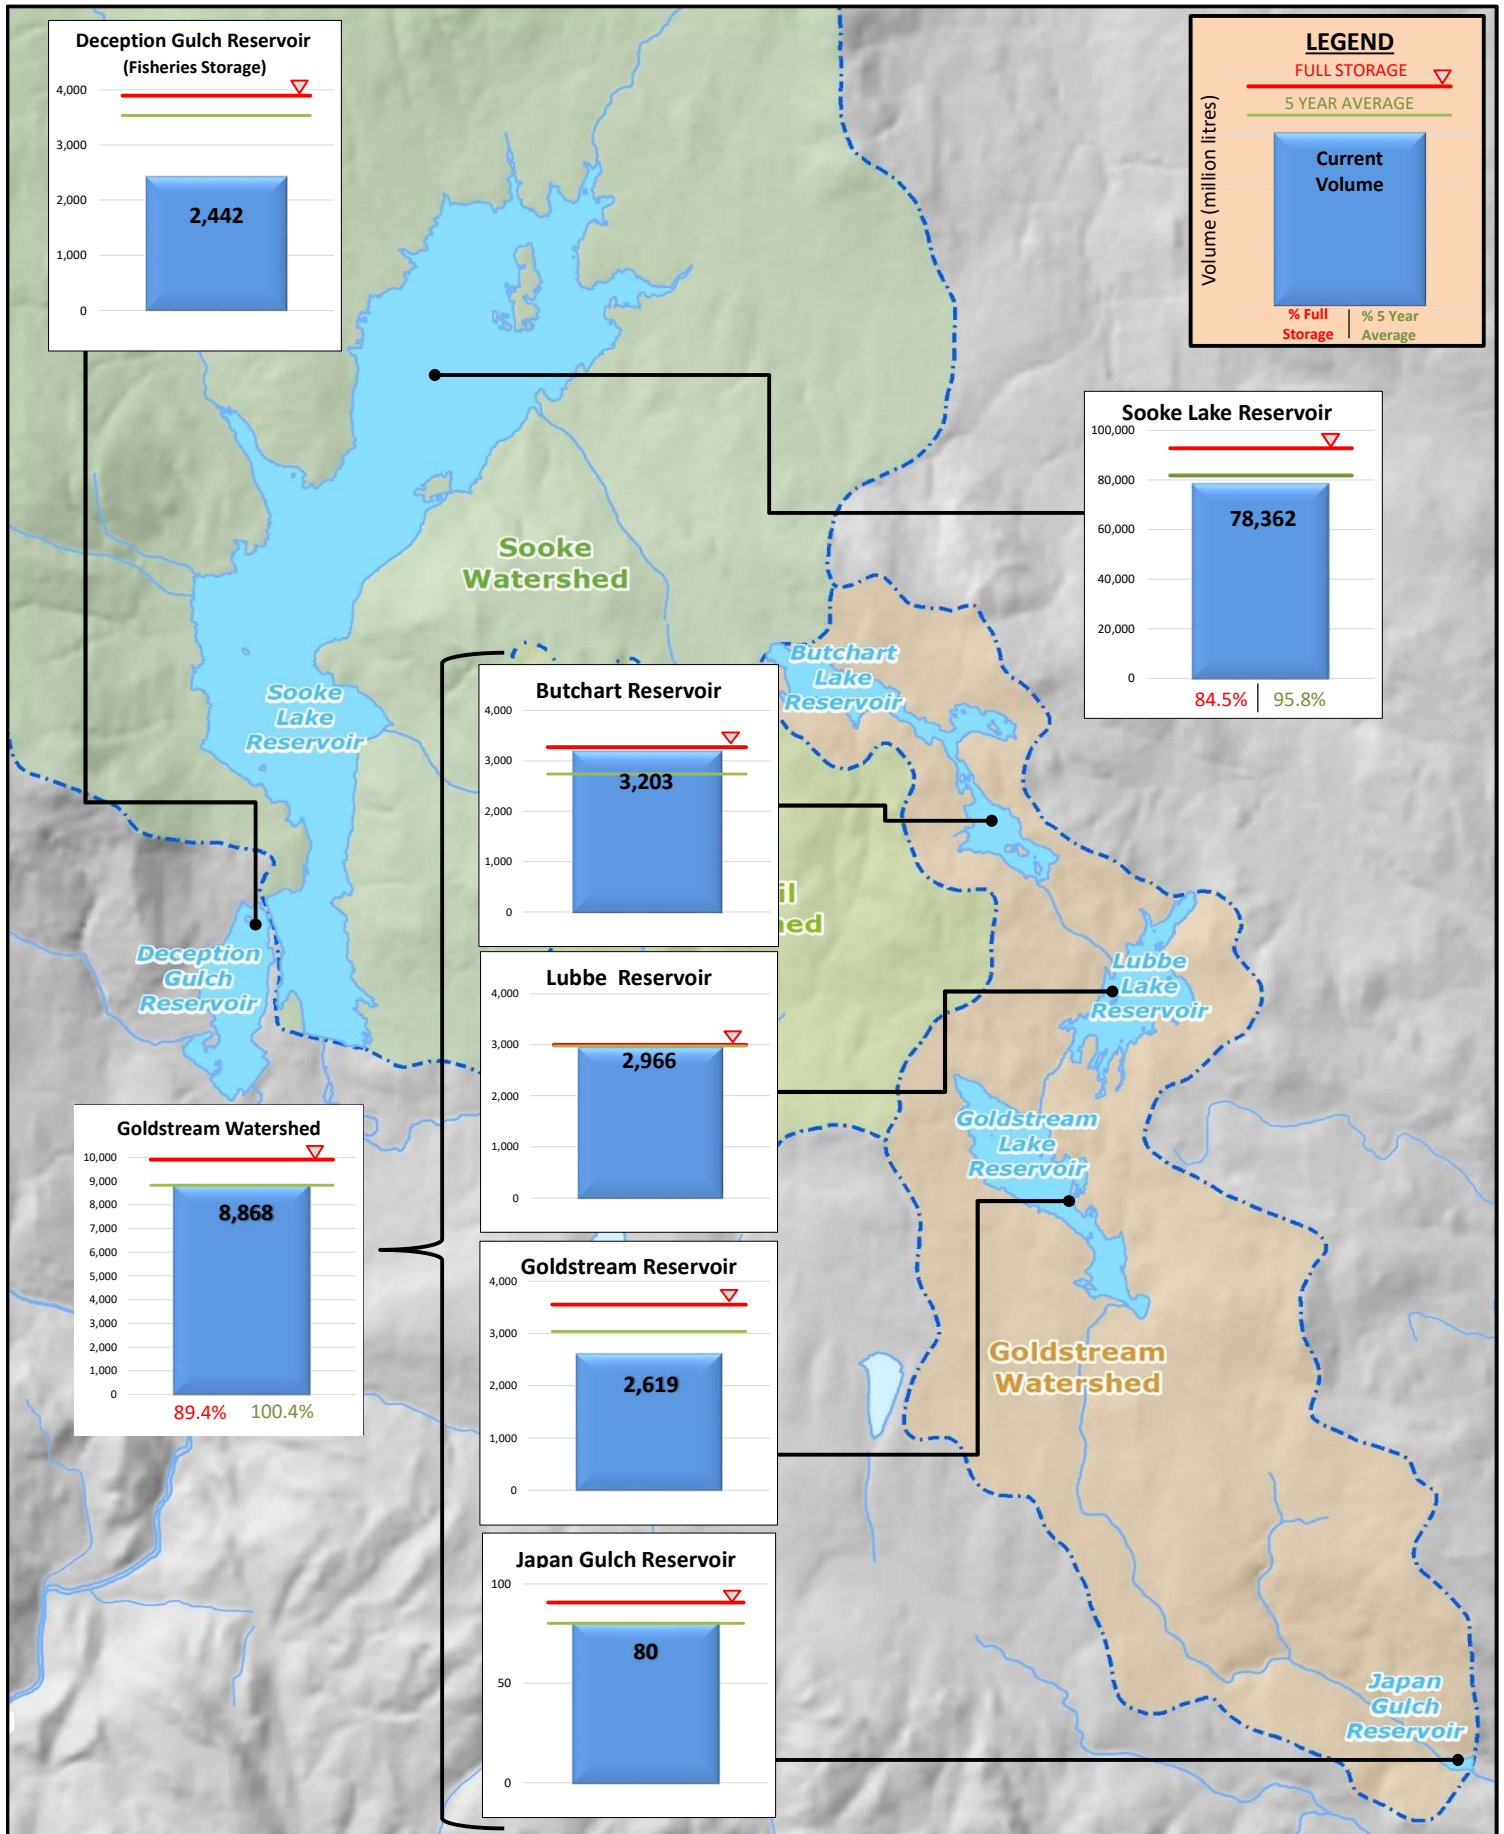 Deception Gulch Reservoir
(Fisheries Storage)
4,000
3,000
2,000
1,000
0
2,442
LEGEND
FULL STORAGE
5 YEAR AVERAGE
Volume (million litres)
Current
Volume
% Full
Storage
% 5 Year
Average
Sooke Lake Reservoir
100,000
80,000
60,000
40,000
20,000
0
78,362
84.5% 95.8%
Sooke
Watershed
Sooke
Lake
Reservoir
Butchart
Lake
Reservoir
Butchart Reservoir
4,000
3,000
2,000
1,000
0
3,203
il
ed
Deception
Gulch
Reservoir
Lubbe Reservoir
4,000
3,000
2,000
1,000
0
2,966
Lubbe
Lake
Reservoir
Goldstream Watershed
10,000
9,000
8,000
7,000
6,000
5,000
4,000
3,000
2,000
1,000
0
8,868
89.4% 100.4%
Goldstream
Lake
Reservoir
Goldstream Reservoir
4,000
3,000
2,000
1,000
0
2,619
Goldstream
Watershed
Japan Gulch Reservoir
100
50
0
80
Japan
Gulch
Reservoir